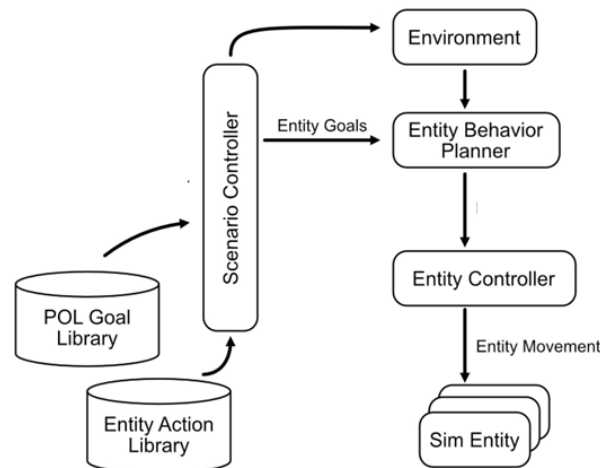 Environment
Entity Goals
Entity Behavior
Planner
Scenario Controller
POL Goal
Library
Entity Controller
Entity Movement
Entity Action
Library
Sim Entity